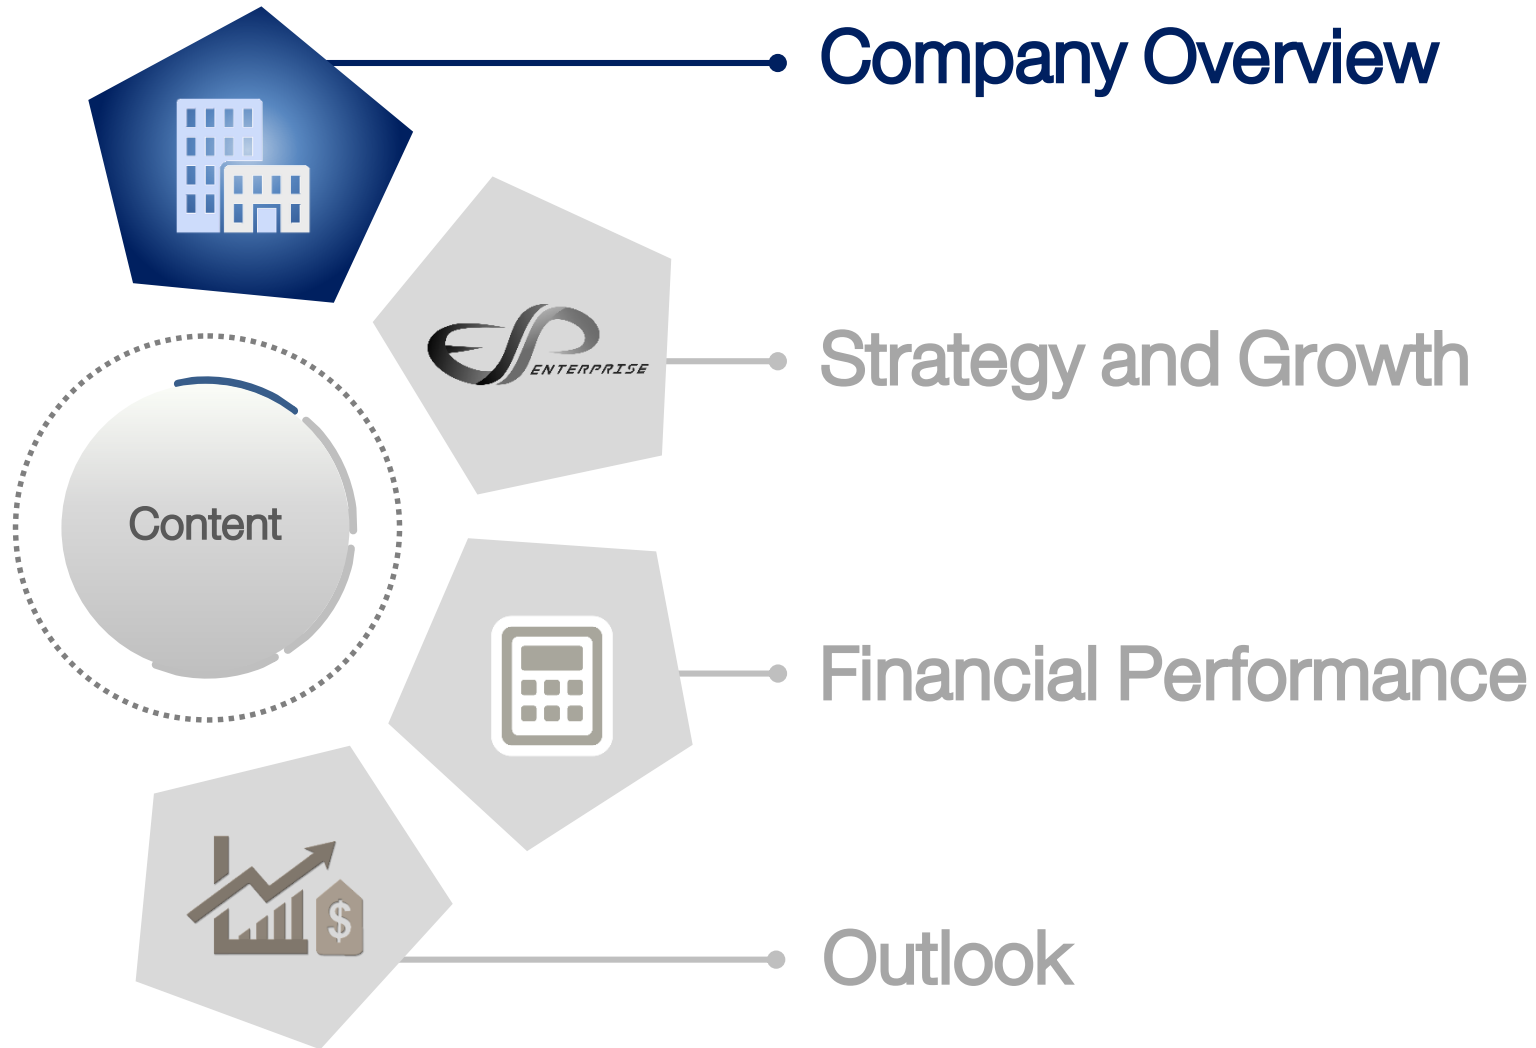 Company Overview
ENTERPRISE
Strategy and Growth
Content
Financial Performance
$
Outlook